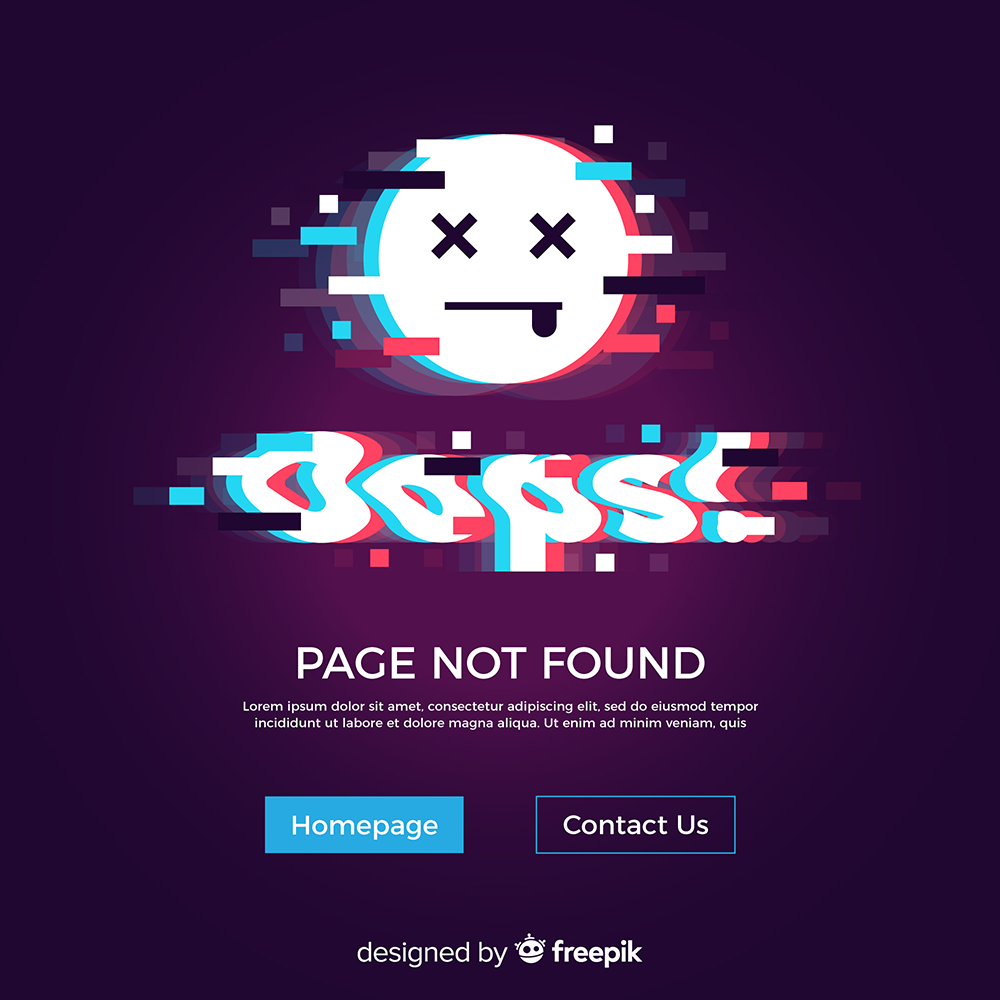 Oops!
PAGE NOT FOUND
Lorem ipsum dolor sit amet, consectetur adipiscing elit, sed do eiusmod tempor
incididunt ut labore et dolore magna aliqua. Ut enim ad minim veniam, quis
Homepage
Contact Us
designed by freepik